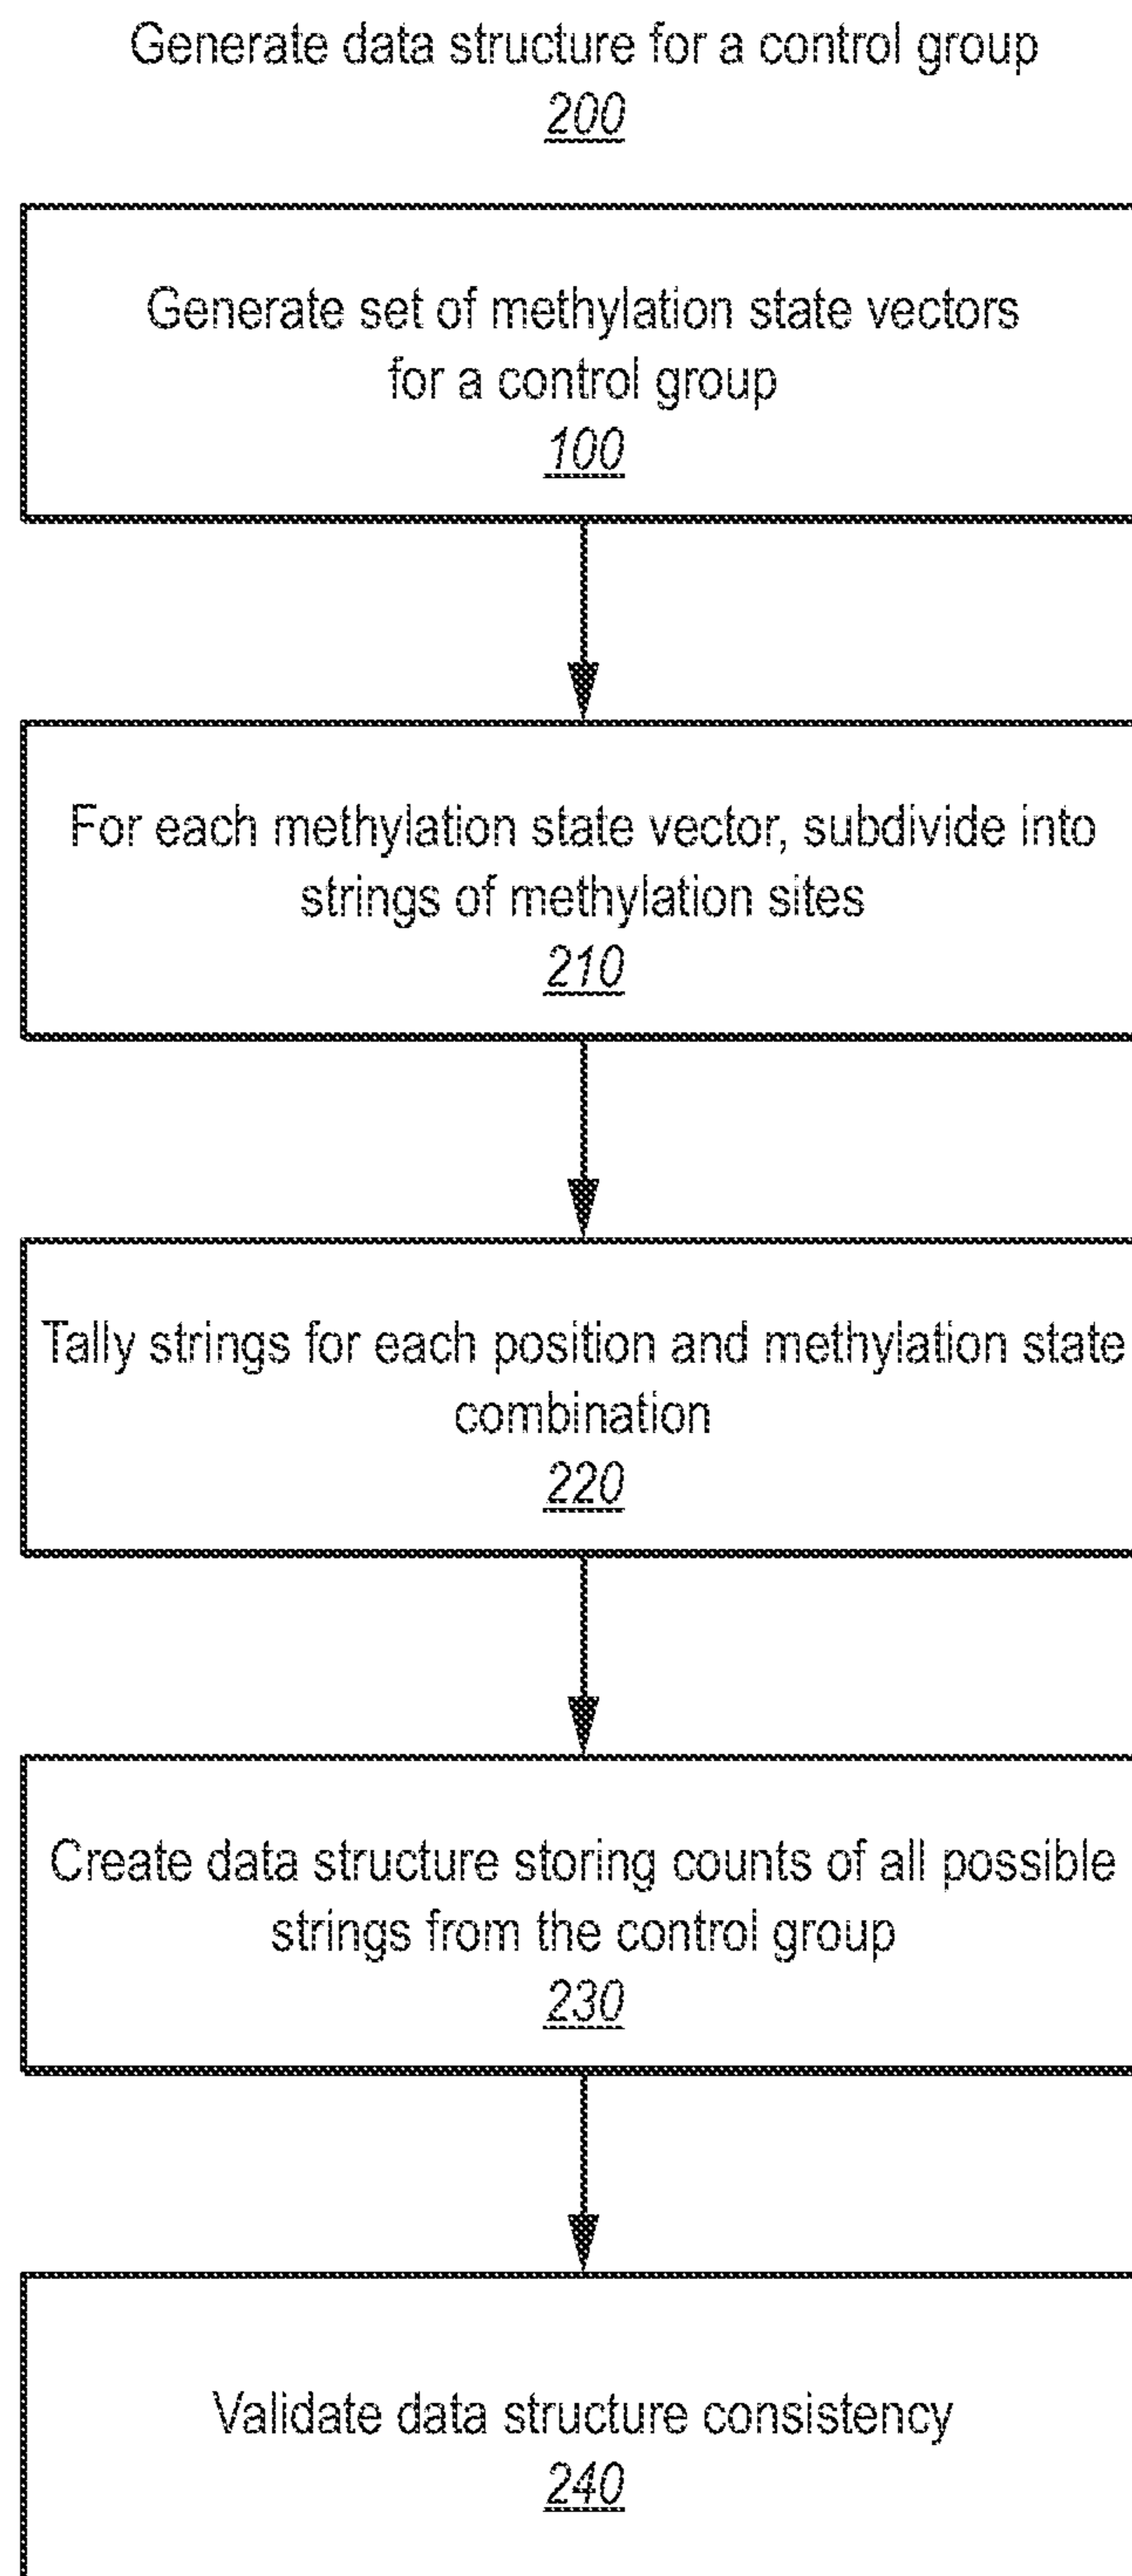 Generate data structure for a control group
200
Generate set of methylation state vectors
for a control group
100
For each methylation state vector, subdivide into
strings of methylation sites
210
Tally strings for each position and methylation state
combination
220
Create data structure storing counts of all possible
strings from the control group
230
Validate data structure consistency
240